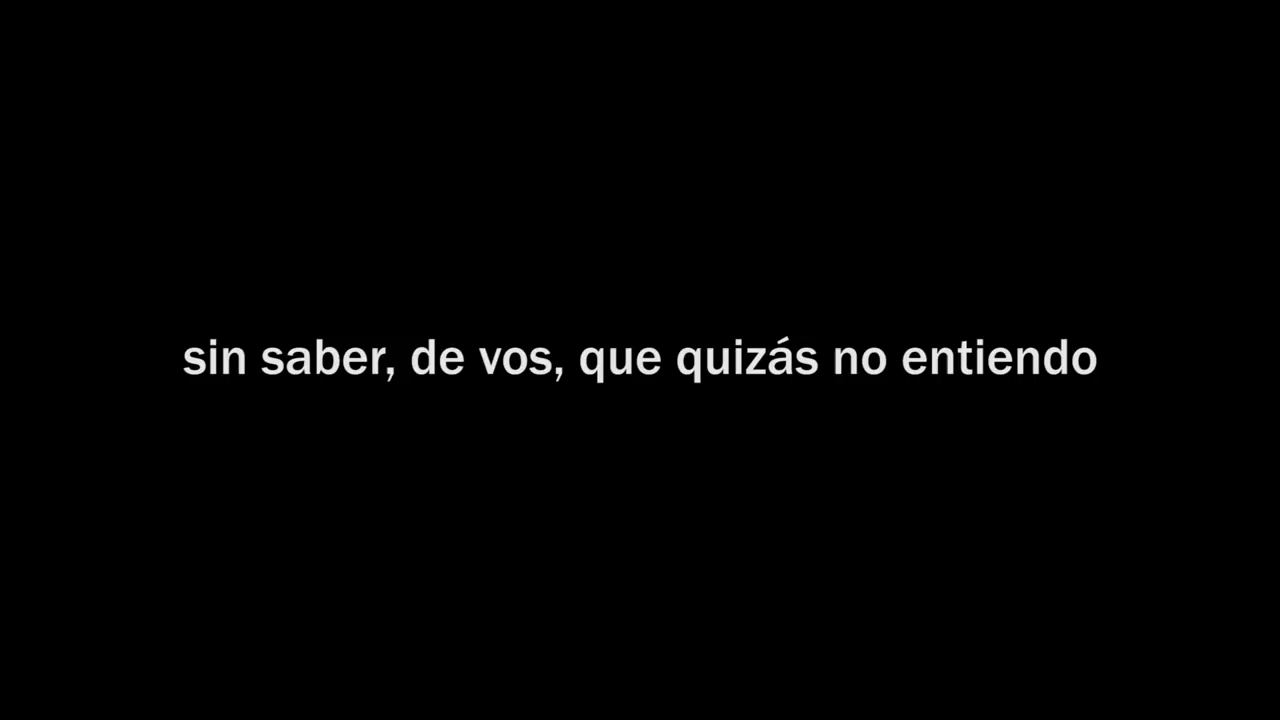 sin saber, de vos, que quizás no entiendo